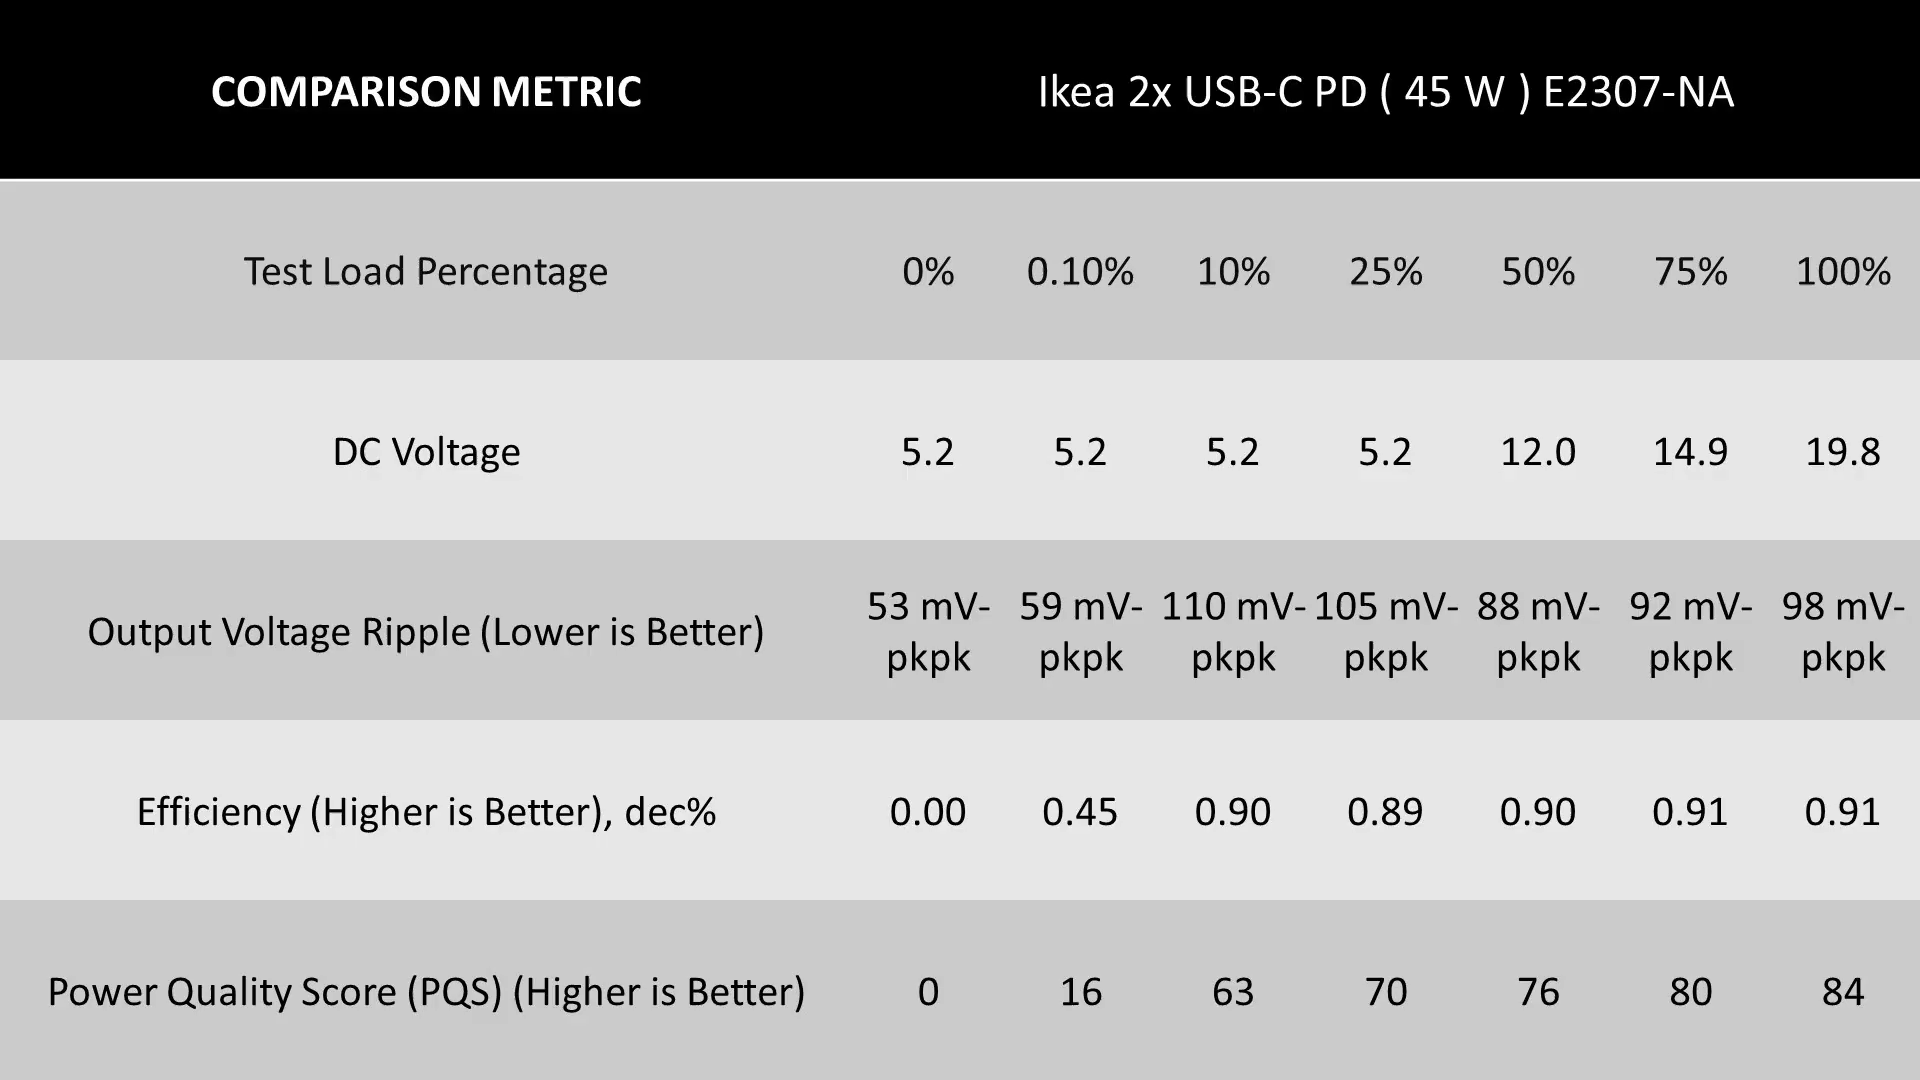 COMPARISON METRIC Ikea 2x USB-C PD ( 45 W ) E2307-NA
Test Load Percentage 0% 0.10% 10% 25% 50% 75% 100%
DC Voltage 5.2 5.2 5.2 5.2 12.0 14.9 19.8
Output Voltage Ripple (Lower is Better) 53 mV-pkpk 59 mV-pkpk 110 mV-pkpk 105 mV-pkpk 88 mV-pkpk 92 mV-pkpk 98 mV-pkpk
Efficiency (Higher is Better), dec% 0.00 0.45 0.90 0.89 0.90 0.91 0.91
Power Quality Score (PQS) (Higher is Better) 0 16 63 70 76 80 84